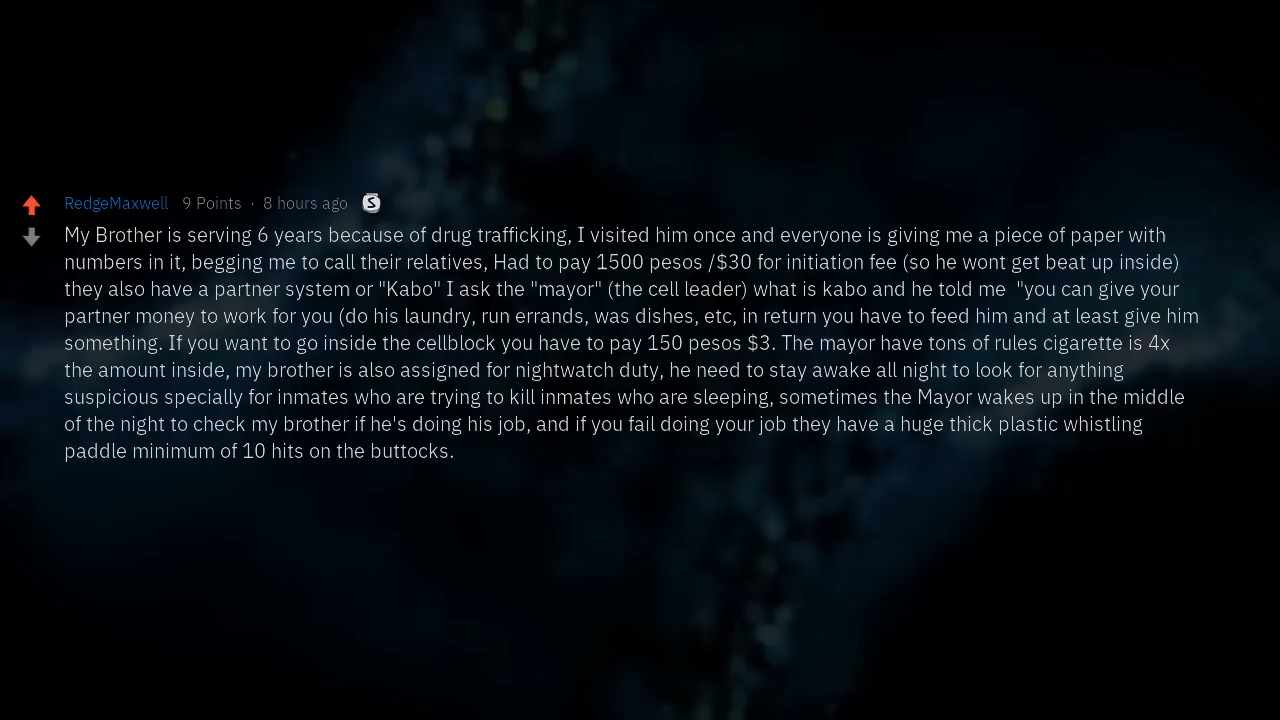 RedgeMaxwell 9 Points · 8 hours ago S
My Brother is serving 6 years because of drug trafficking, I visited him once and everyone is giving me a piece of paper with
numbers in it, begging me to call their relatives, Had to pay 1500 pesos /$30 for initiation fee (so he wont get beat up inside)
they also have a partner system or "Kabo" I ask the "mayor" (the cell leader) what is kabo and he told me  "you can give your
partner money to work for you (do his laundry, run errands, was dishes, etc, in return you have to feed him and at least give him
something. If you want to go inside the cellblock you have to pay 150 pesos $3. The mayor have tons of rules cigarette is 4x
the amount inside, my brother is also assigned for nightwatch duty, he need to stay awake all night to look for anything
suspicious specially for inmates who are trying to kill inmates who are sleeping, sometimes the Mayor wakes up in the middle
of the night to check my brother if he's doing his job, and if you fail doing your job they have a huge thick plastic whistling
paddle minimum of 10 hits on the buttocks.